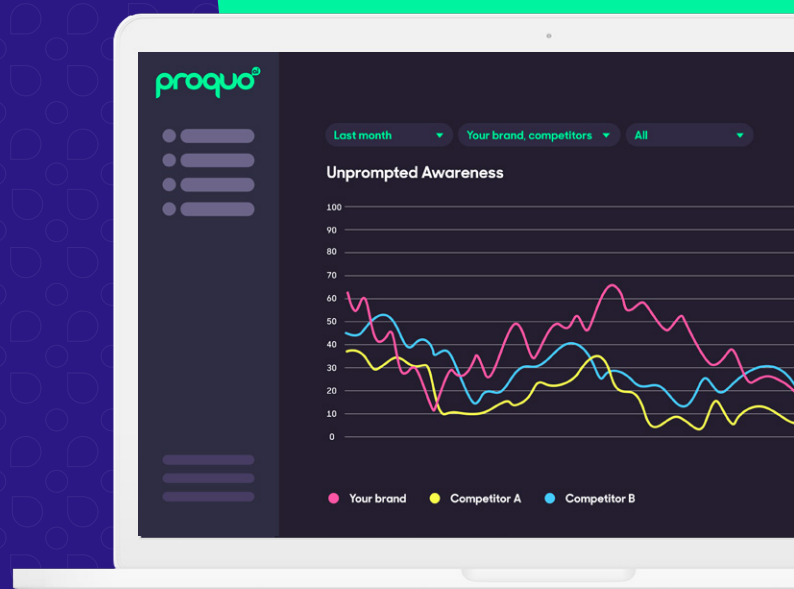 proquo ai
Last month
Your brand, competitors
All
Unprompted Awareness
100
90
80
70
60
50
40
30
20
10
0
Your brand
Competitor A
Competitor B